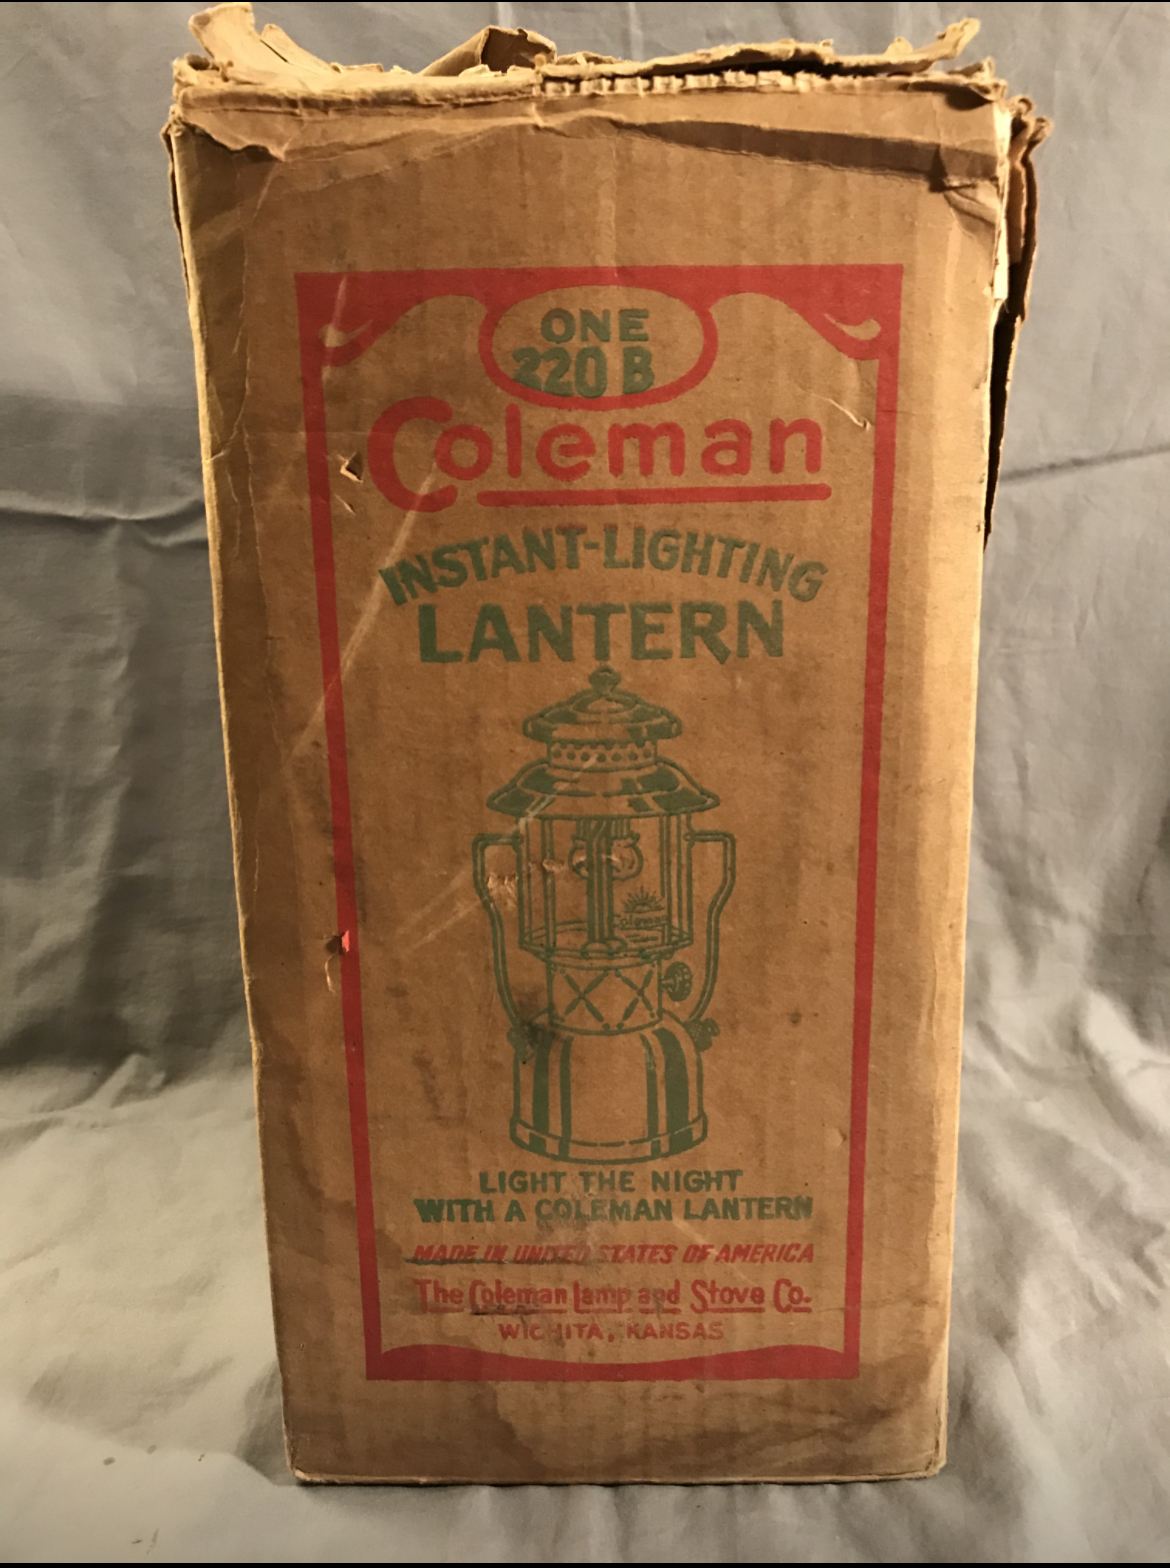 ONE
220 B
Coleman
INSTANT-LIGHTING
LANTERN
LIGHT THE NIGHT
WITH A COLEMAN LANTERN
MADE IN UNITED STATES OF AMERICA
The Coleman Lamp and Stove Co.
WICHITA, KANSAS